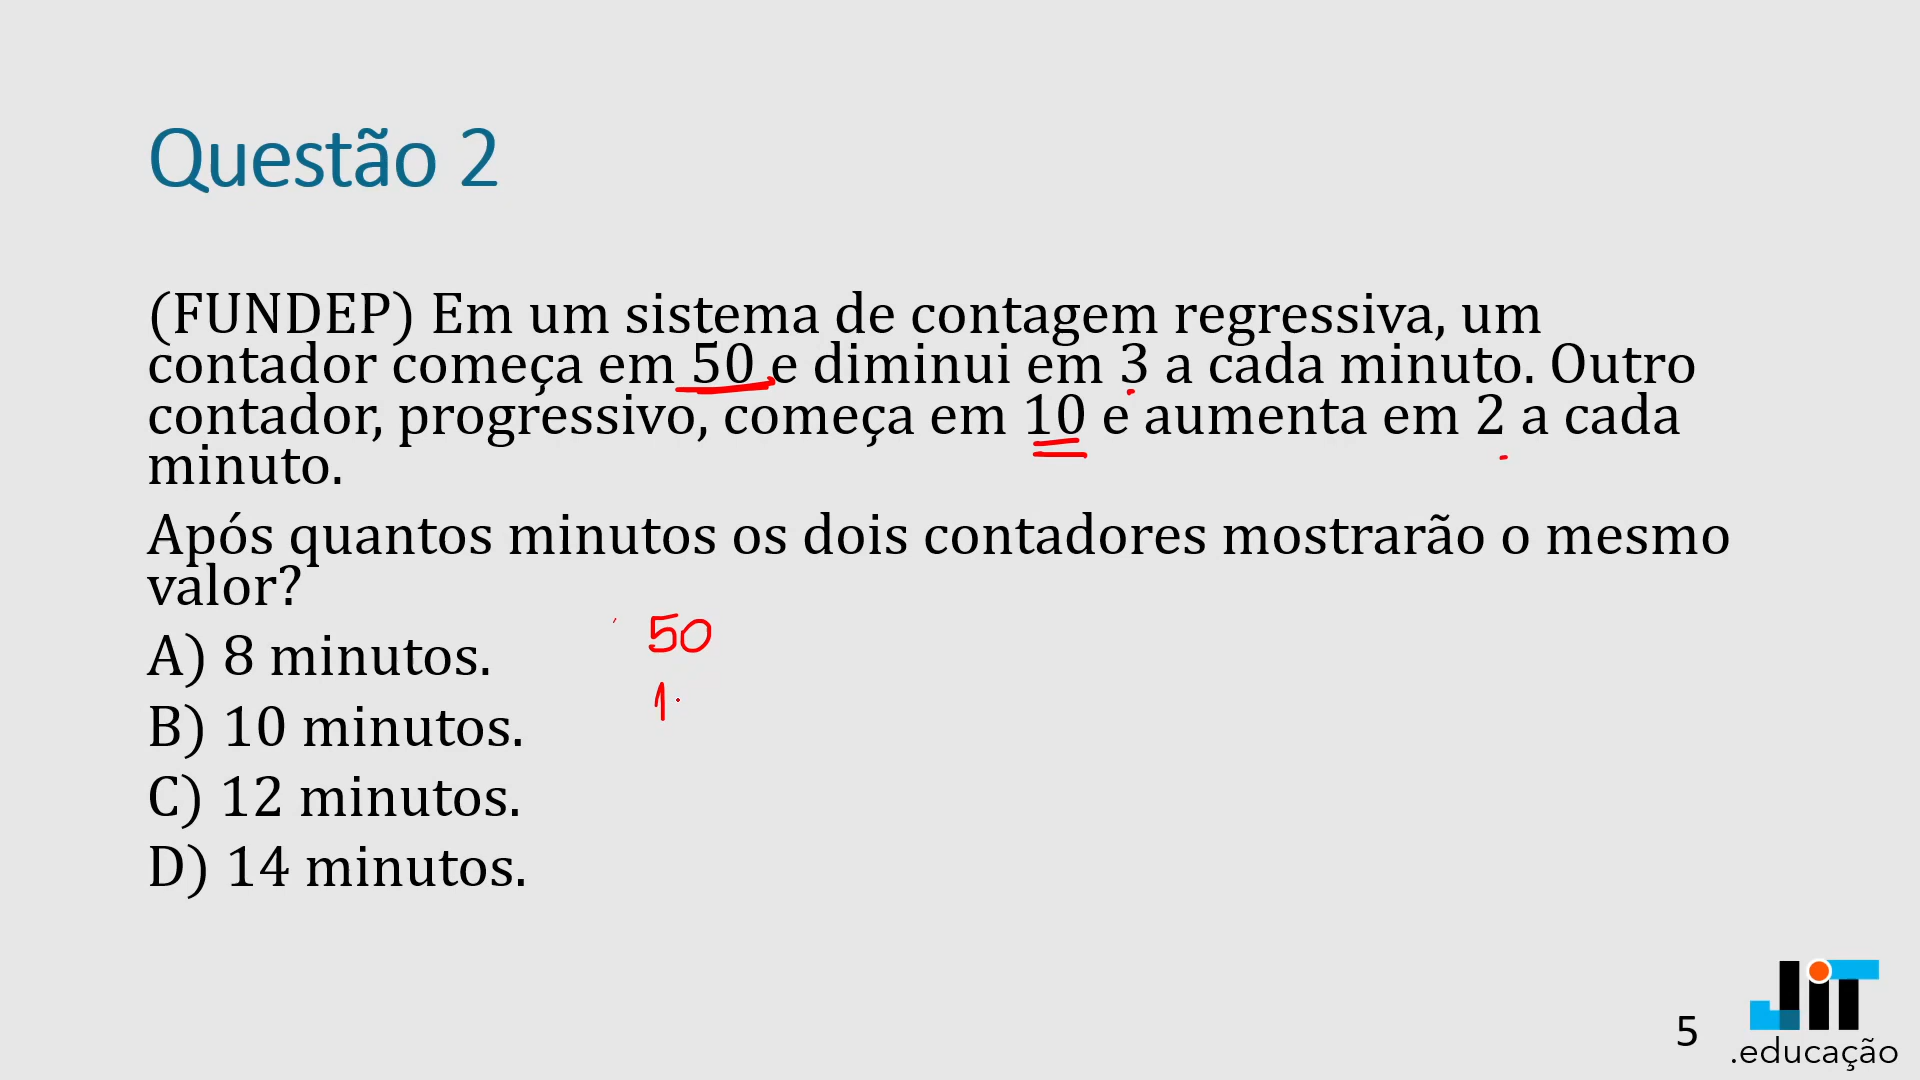 Questão 2
(FUNDEP) Em um sistema de contagem regressiva, um
contador começa em 50 e diminui em 3 a cada minuto. Outro
contador, progressivo, começa em 10 e aumenta em 2 a cada
minuto.
Após quantos minutos os dois contadores mostrarão o mesmo
valor?
50
A) 8 minutos.
1
B) 10 minutos.
C) 12 minutos.
D) 14 minutos.
5
JiT
.educação